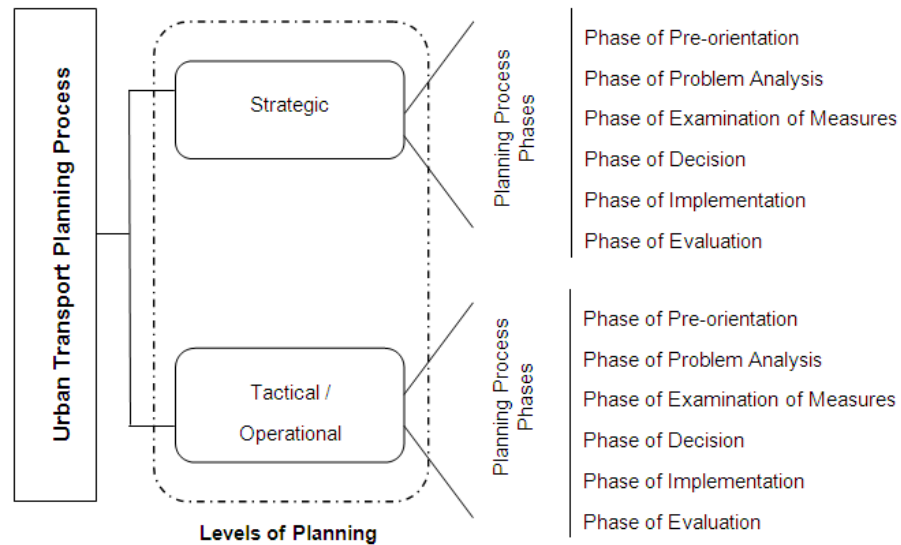 Urban Transport Planning Process
Strategic
Planning Process
Phases
Phase of Pre-orientation
Phase of Problem Analysis
Phase of Examination of Measures
Phase of Decision
Phase of Implementation
Phase of Evaluation
Tactical /
Operational
Planning Process
Phases
Phase of Pre-orientation
Phase of Problem Analysis
Phase of Examination of Measures
Phase of Decision
Phase of Implementation
Phase of Evaluation
Levels of Planning